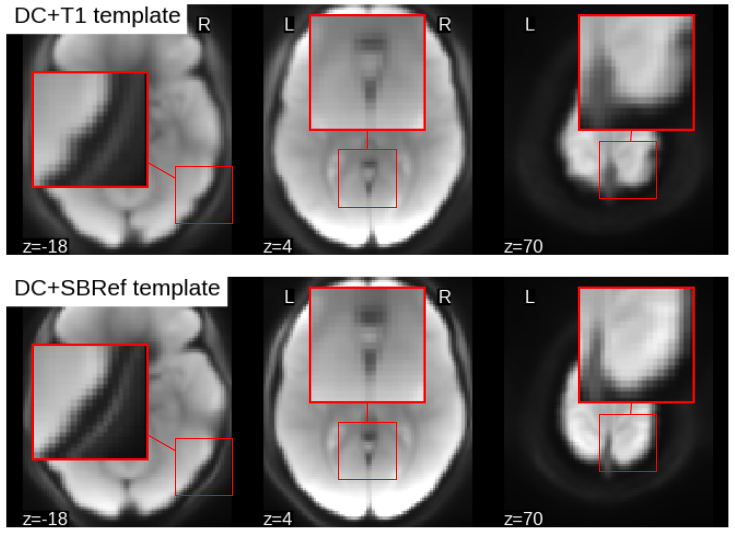 DC+T1 template
R
L
L
z=-18
z=4
z=70
DC+SBRef template
L
R
L
z=-18
z=4
z=70